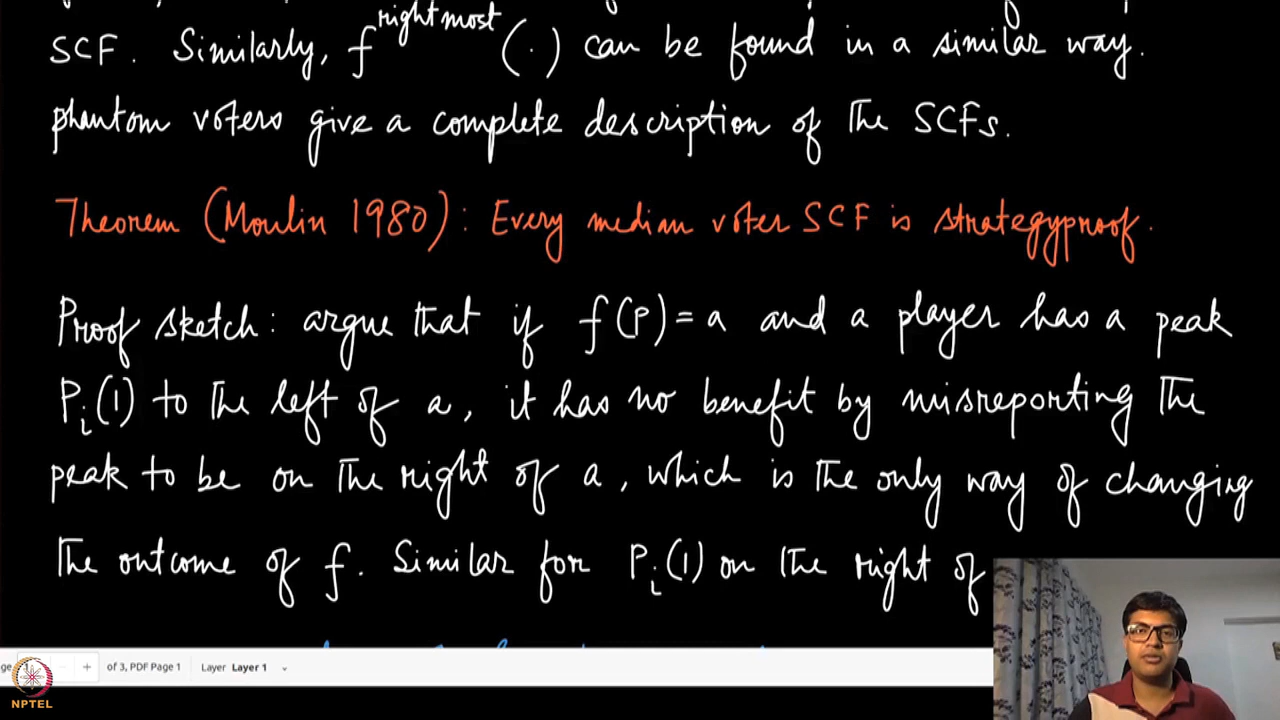 SCF. Similarly, f^rightmost (·) can be found in a similar way.
phantom voters give a complete description of the SCFs.
Theorem (Moulin 1980): Every median voter SCF is strategyproof.
Proof sketch: argue that if f(P) = a and a player has a peak
P_i(1) to the left of a, it has no benefit by misreporting the
peak to be on the right of a, which is the only way of changing
the outcome of f. Similar for P_i(1) on the right of
ge
of 3, PDF Page 1
Layer Layer 1
NPTEL